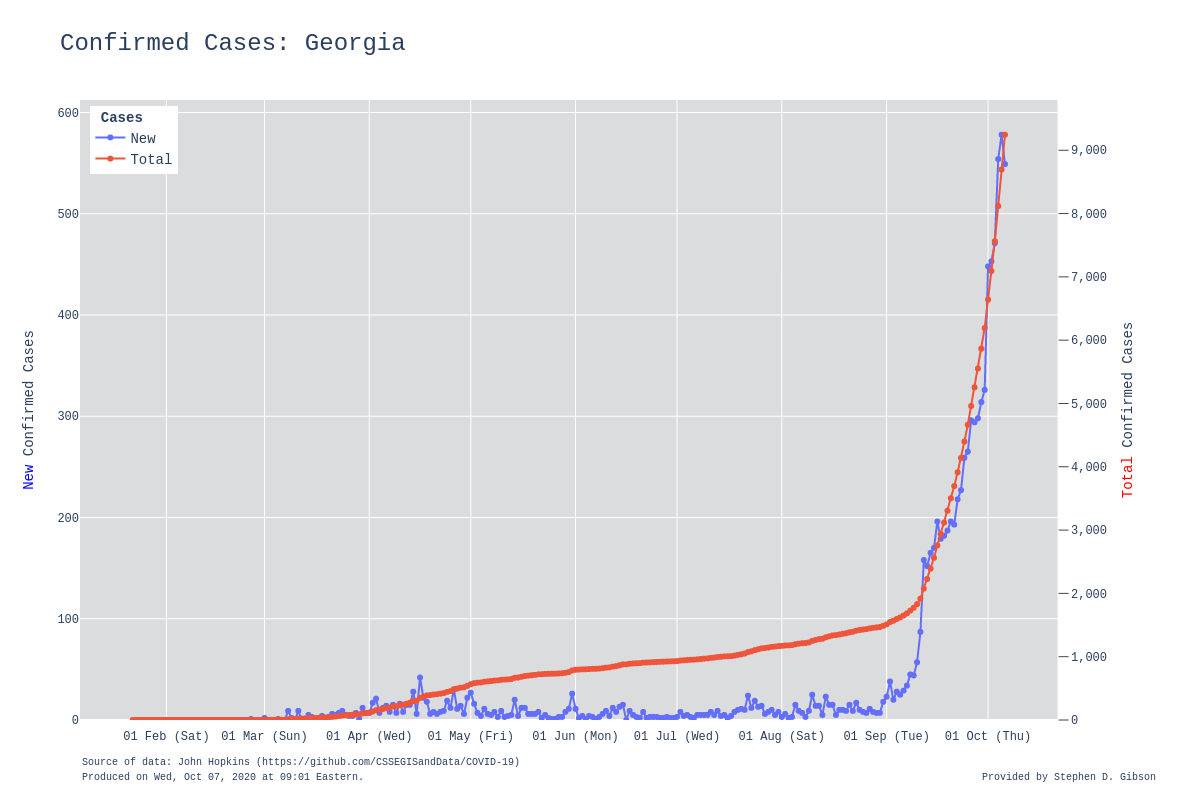 Confirmed Cases: Georgia
Cases
New
Total
600
500
400
300
200
100
0
9,000
8,000
7,000
6,000
5,000
4,000
3,000
2,000
1,000
0
New Confirmed Cases
Total Confirmed Cases
01 Feb (Sat) 01 Mar (Sun) 01 Apr (Wed) 01 May (Fri) 01 Jun (Mon) 01 Jul (Wed) 01 Aug (Sat) 01 Sep (Tue) 01 Oct (Thu)
Source of data: John Hopkins (https://github.com/CSSEGISandData/COVID-19)
Produced on Wed, Oct 07, 2020 at 09:01 Eastern.
Provided by Stephen D. Gibson